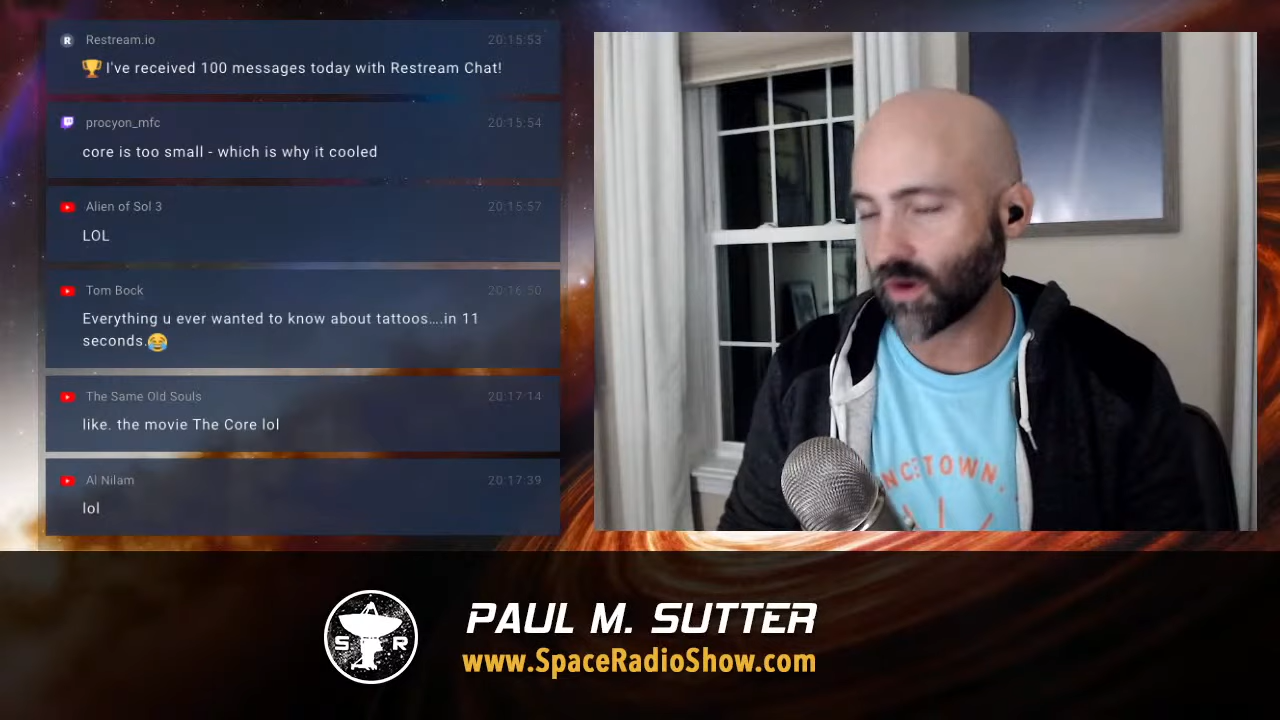 R
Restream.io
20:15:53
🏆 I've received 100 messages today with Restream Chat!
procyon_mfc
20:15:54
core is too small - which is why it cooled
Alien of Sol 3
20:15:57
LOL
Tom Bock
20:16:50
Everything u ever wanted to know about tattoos....in 11
seconds.😂
The Same Old Souls
20:17:14
like. the movie The Core lol
Al Nilam
20:17:39
lol
NCETOWN.
S R
PAUL M. SUTTER
www.SpaceRadioShow.com